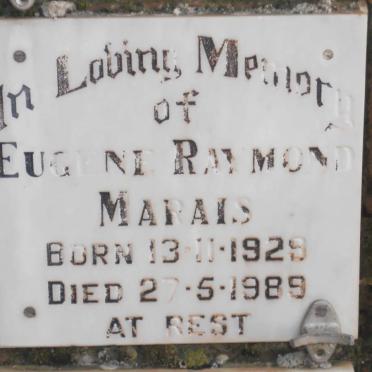 In Loving Memory
of
EUGENE RAYMOND
MARAIS
BORN 13·11·1929
DIED 27·5·1989
AT REST